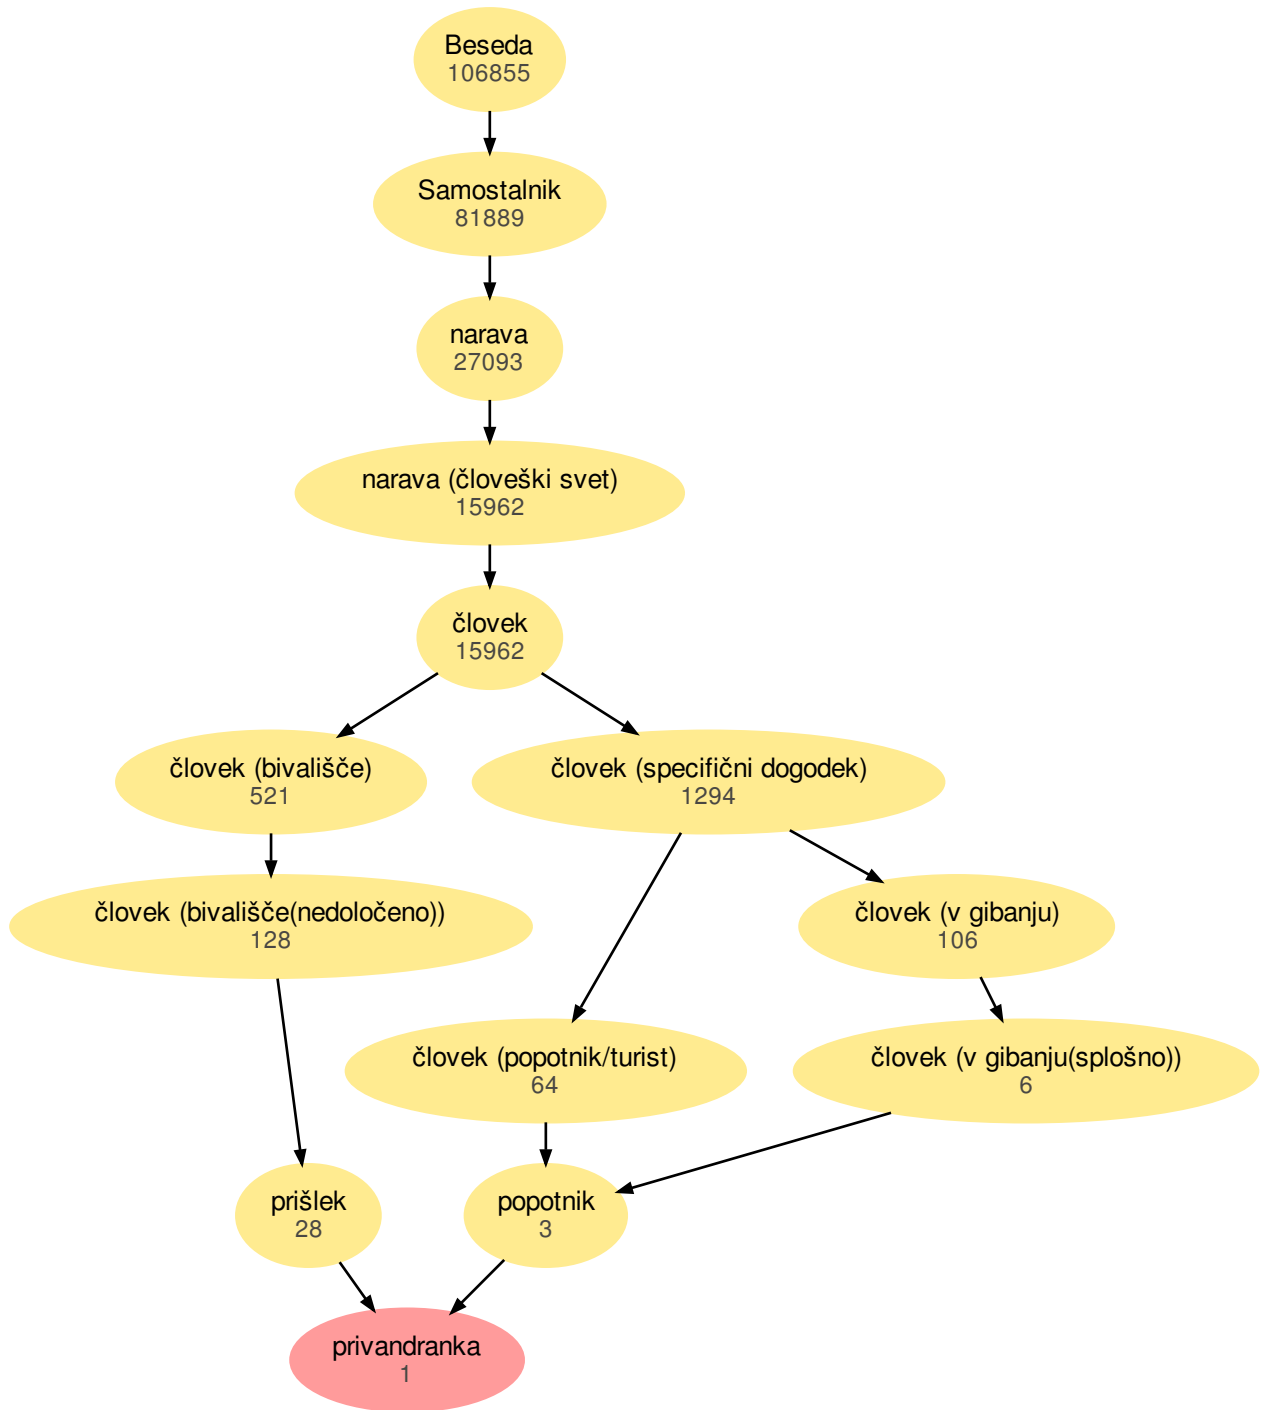 Beseda
106855
Samostalnik
81889
narava
27093
narava (človeški svet)
15962
človek
15962
človek (bivališče)
521
človek (specifični dogodek)
1294
človek (bivališče(nedoločeno))
128
človek (v gibanju)
106
človek (popotnik/turist)
64
človek (v gibanju(splošno))
6
prišlek
28
popotnik
3
privandranka
1